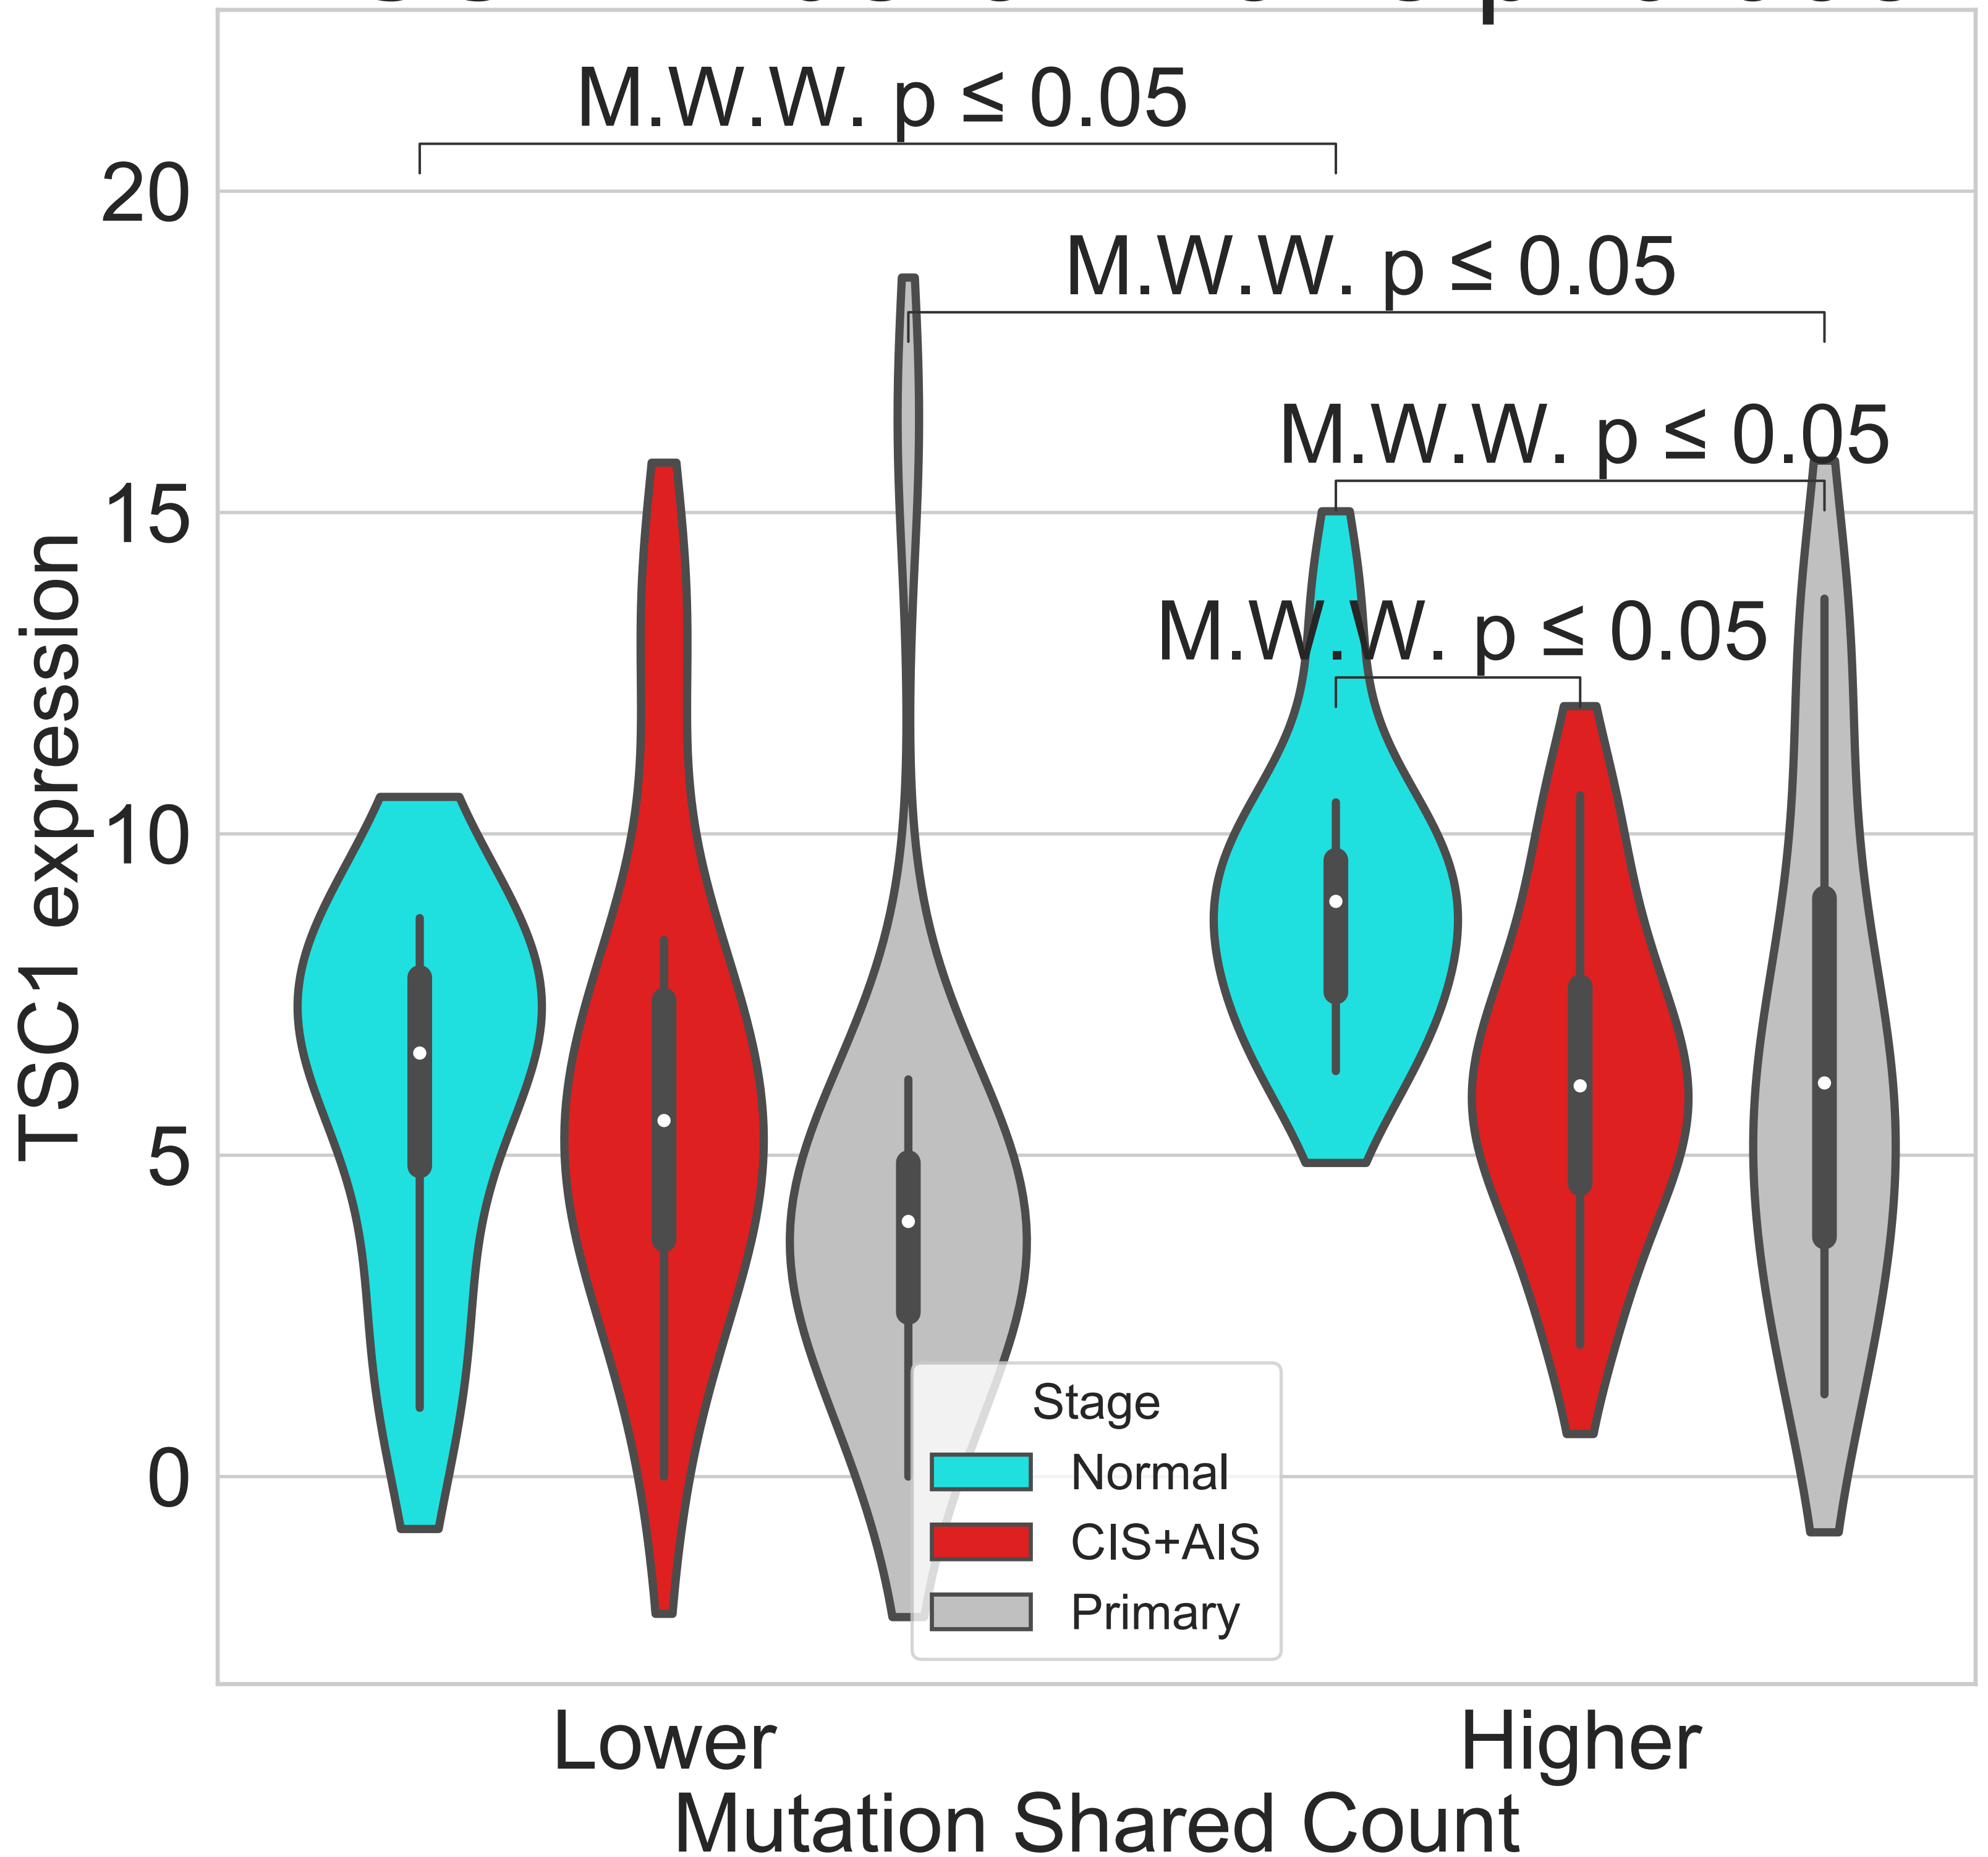 M.W.W. p ≤ 0.05
20
M.W.W. p ≤ 0.05
M.W.W. p ≤ 0.05
15
M.W.W. p ≤ 0.05
10
5
0
TSC1 expression
Stage
Normal
CIS+AIS
Primary
Lower
Higher
Mutation Shared Count